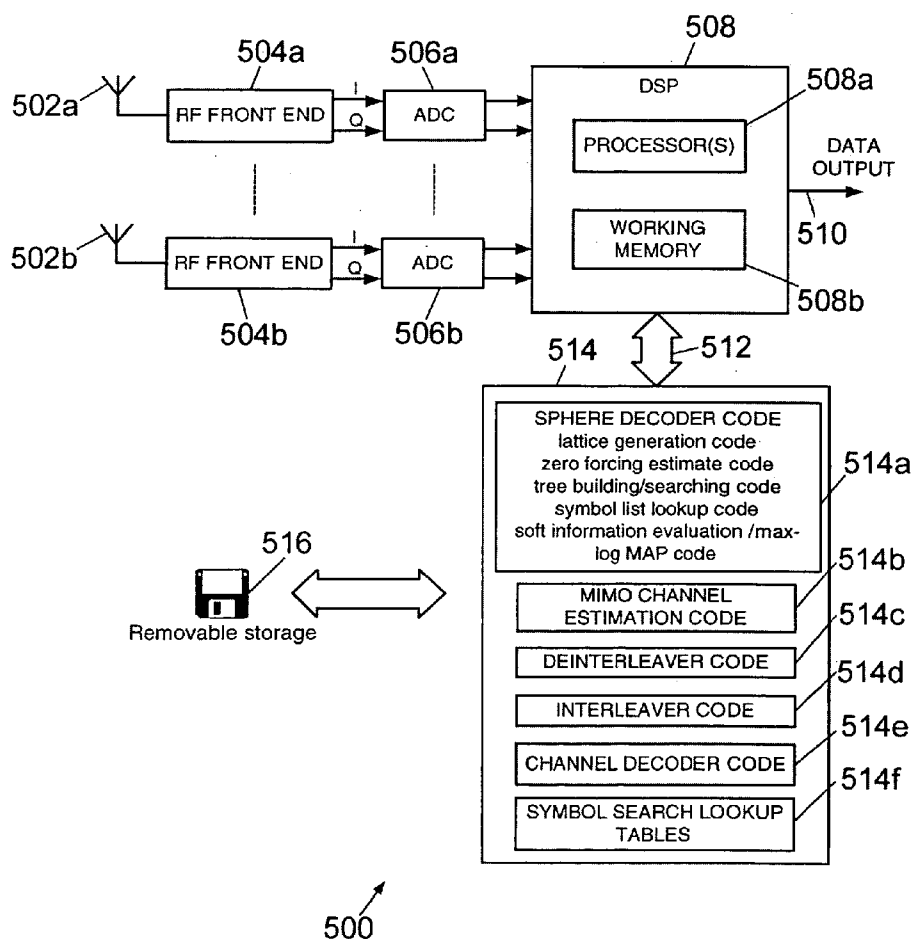 508
504a
506a
DSP
508a
502a
RF FRONT END
I
Q
ADC
PROCESSOR(S)
DATA
OUTPUT
510
502b
RF FRONT END
I
Q
ADC
WORKING
MEMORY
504b
506b
508b
514
512
SPHERE DECODER CODE
lattice generation code
zero forcing estimate code
tree building/searching code
symbol list lookup code
soft information evaluation /max-
log MAP code
514a
516
Removable storage
MIMO CHANNEL
ESTIMATION CODE
514b
DEINTERLEAVER CODE
514c
INTERLEAVER CODE
514d
CHANNEL DECODER CODE
514e
SYMBOL SEARCH LOOKUP
TABLES
514f
500